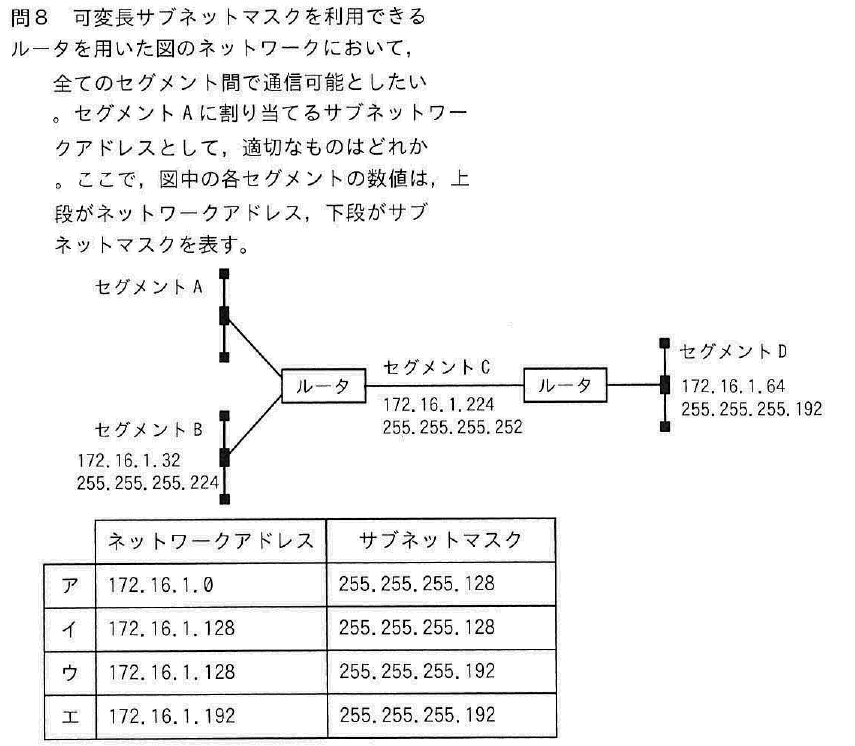 問8 可変長サブネットマスクを利用できる
ルータを用いた図のネットワークにおいて，
全てのセグメント間で通信可能としたい
。セグメントAに割り当てるサブネットワー
クアドレスとして，適切なものはどれか
。ここで，図中の各セグメントの数値は，上
段がネットワークアドレス，下段がサブ
ネットマスクを表す。
セグメントA
ルータ
セグメントC
172.16.1.224
255.255.255.252
ルータ
セグメントD
172.16.1.64
255.255.255.192
セグメントB
172.16.1.32
255.255.255.224
ネットワークアドレス サブネットマスク
ア 172.16.1.0 255.255.255.128
イ 172.16.1.128 255.255.255.128
ウ 172.16.1.128 255.255.255.192
エ 172.16.1.192 255.255.255.192